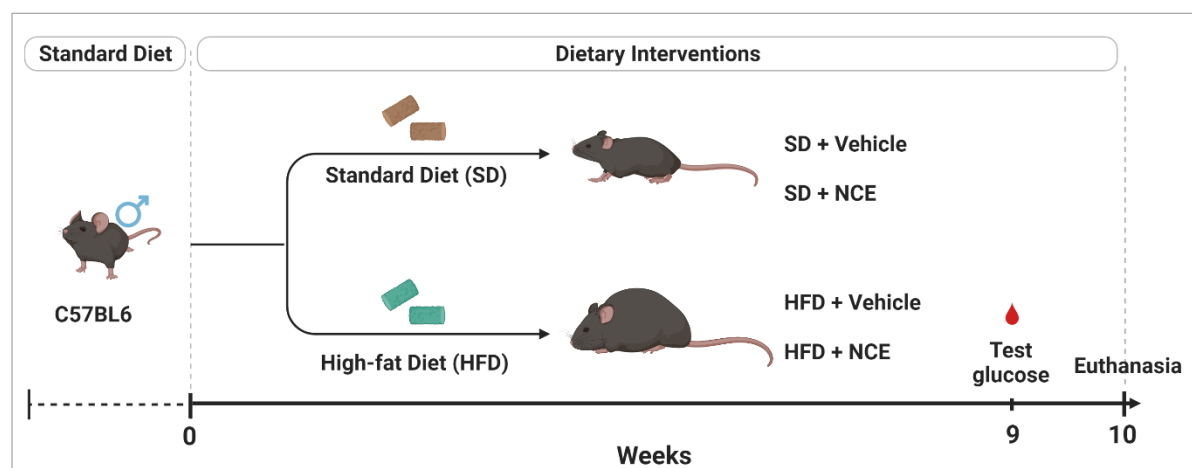 Standard Diet
Dietary Interventions
Standard Diet (SD)
SD + Vehicle
SD + NCE
C57BL6
High-fat Diet (HFD)
HFD + Vehicle
HFD + NCE
Test
glucose
Euthanasia
0
9
10
Weeks